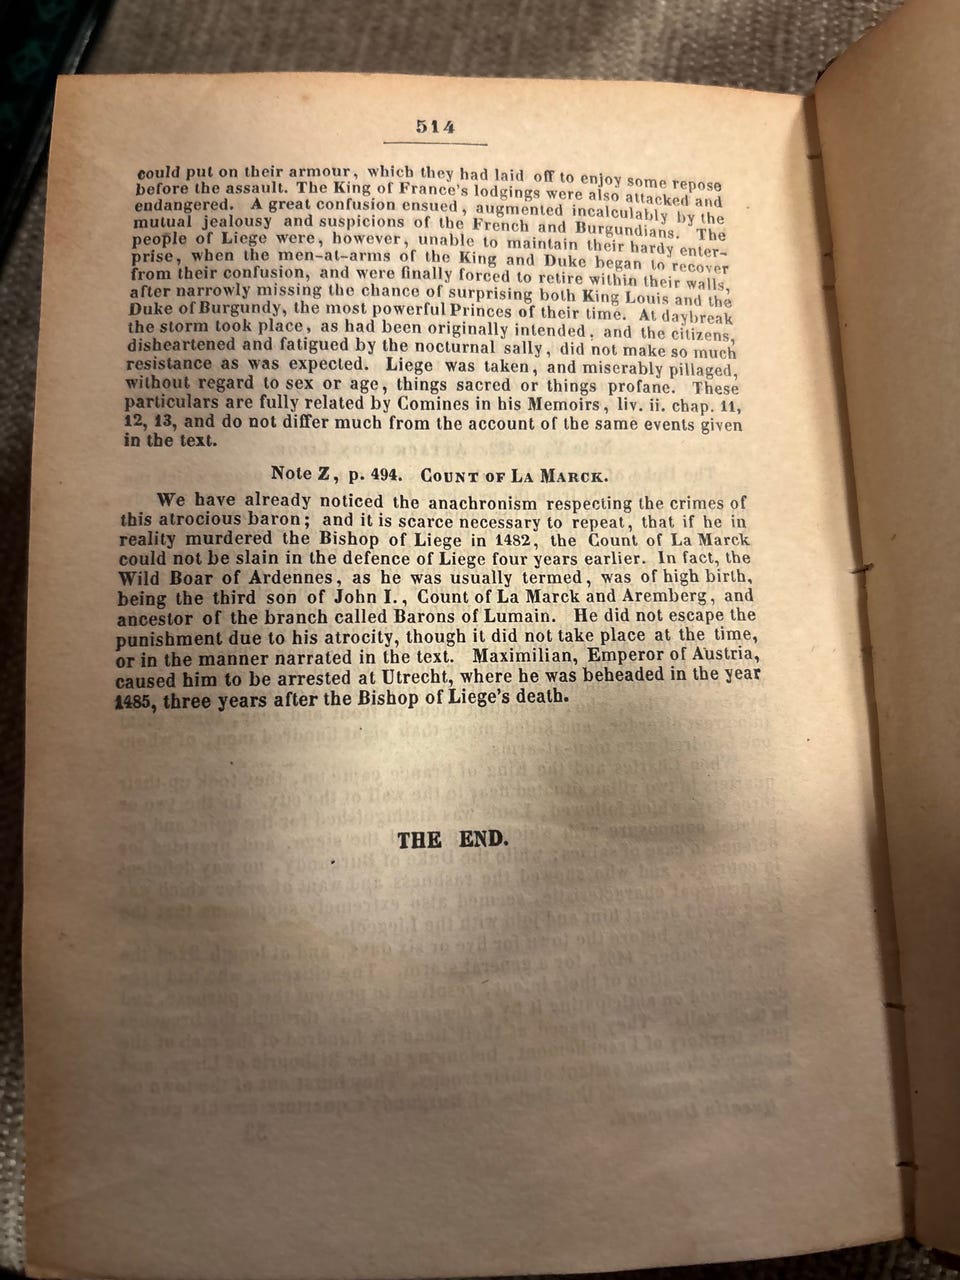 514
could put on their armour, which they had laid off to enjoy some repose
before the assault. The King of France's lodgings were also attacked and
endangered. A great confusion ensued, augmented incalculably by the
mutual jealousy and suspicions of the French and Burgundians. The
people of Liege were, however, unable to maintain their hardy enter-
prise, when the men-at-arms of the King and Duke began to recover
from their confusion, and were finally forced to retire within their walls,
after narrowly missing the chance of surprising both King Louis and the
Duke of Burgundy, the most powerful Princes of their time. At daybreak
the storm took place, as had been originally intended, and the citizens,
disheartened and fatigued by the nocturnal sally, did not make so much
resistance as was expected. Liege was taken, and miserably pillaged,
without regard to sex or age, things sacred or things profane. These
particulars are fully related by Comines in his Memoirs, liv. ii. chap. 11,
12, 13, and do not differ much from the account of the same events given
in the text.
Note Z, p. 494. COUNT OF LA MARCK.
We have already noticed the anachronism respecting the crimes of
this atrocious baron; and it is scarce necessary to repeat, that if he in
reality murdered the Bishop of Liege in 1482, the Count of La Marck
could not be slain in the defence of Liege four years earlier. In fact, the
Wild Boar of Ardennes, as he was usually termed, was of high birth,
being the third son of John I., Count of La Marck and Aremberg, and
ancestor of the branch called Barons of Lumain. He did not escape the
punishment due to his atrocity, though it did not take place at the time,
or in the manner narrated in the text. Maximilian, Emperor of Austria,
caused him to be arrested at Utrecht, where he was beheaded in the year
1485, three years after the Bishop of Liege's death.
THE END.